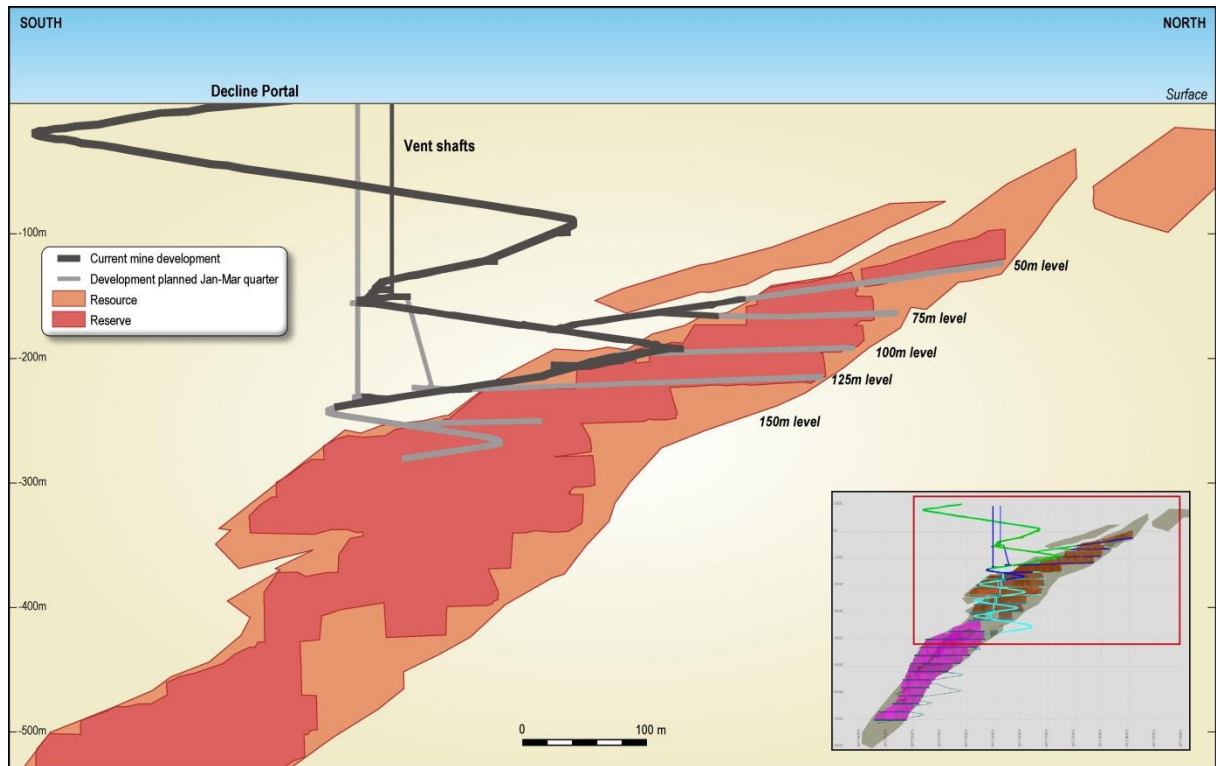 SOUTH
NORTH
Decline Portal
Surface
Vent shafts
-100m
Current mine development
Development planned Jan-Mar quarter
Resource
Reserve
50m level
75m level
-200m
100m level
125m level
150m level
-300m
-400m
-500m
0
100 m